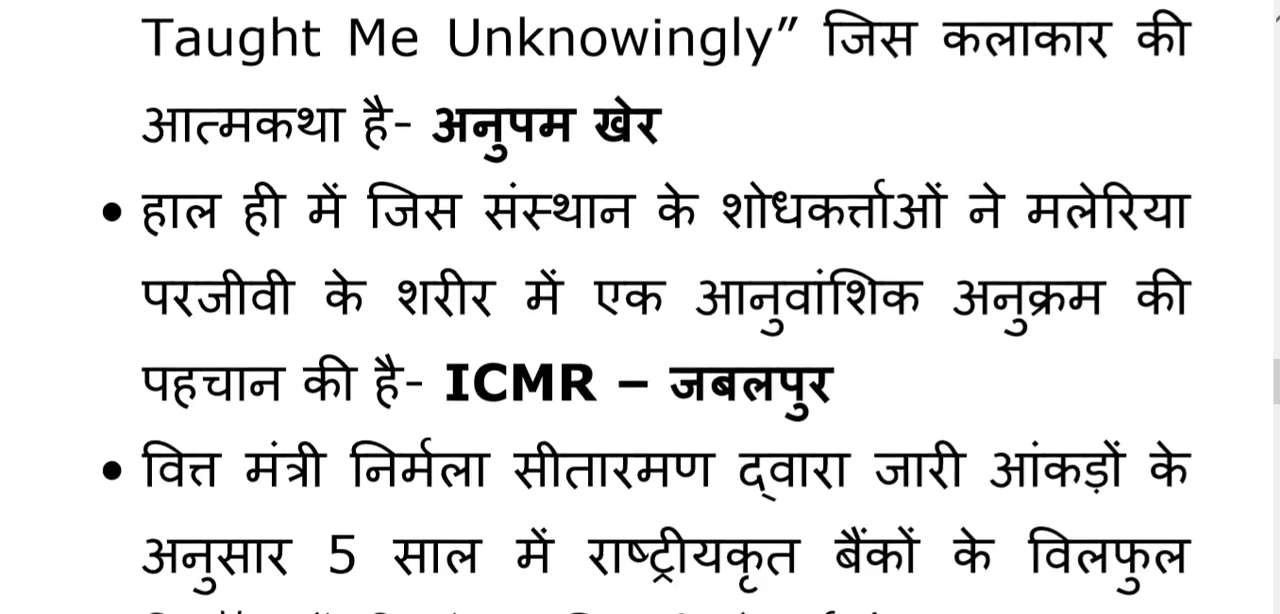 Taught Me Unknowingly” जिस कलाकार की
आत्मकथा है- अनुपम खेर
• हाल ही में जिस संस्थान के शोधकर्त्ताओं ने मलेरिया
परजीवी के शरीर में एक आनुवांशिक अनुक्रम की
पहचान की है- ICMR – जबलपुर
• वित्त मंत्री निर्मला सीतारमण द्वारा जारी आंकड़ों के
अनुसार 5 साल में राष्ट्रीयकृत बैंकों के विलफुल